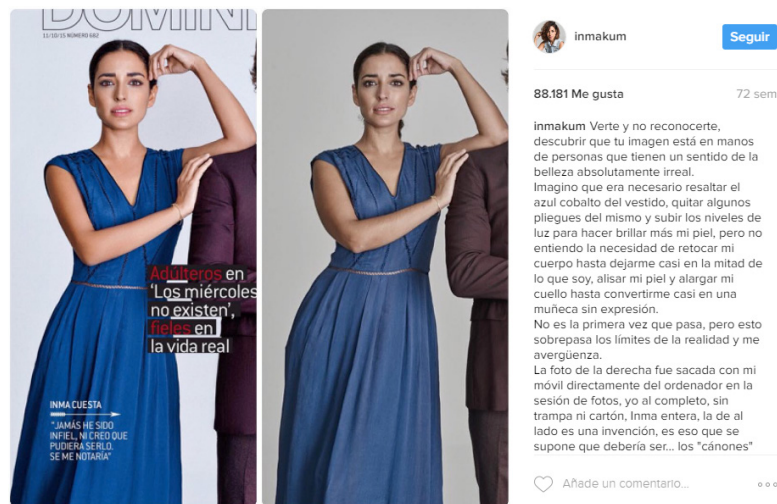 DOMINI
11/10/15 NÚMERO 682
Adúlteros en
'Los miércoles
no existen',
fieles en
la vida real
INMA CUESTA
"JAMÁS HE SIDO
INFIEL, NI CREO QUE
PUDIERA SERLO.
SE ME NOTARÍA"
inmakum
Seguir
88.181 Me gusta
72 sem
inmakum Verte y no reconocerte,
descubrir que tu imagen está en manos
de personas que tienen un sentido de la
belleza absolutamente irreal.
Imagino que era necesario resaltar el
azul cobalto del vestido, quitar algunos
pliegues del mismo y subir los niveles de
luz para hacer brillar más mi piel, pero no
entiendo la necesidad de retocar mi
cuerpo hasta dejarme casi en la mitad de
lo que soy, alisar mi piel y alargar mi
cuello hasta convertirme casi en una
muñeca sin expresión.
No es la primera vez que pasa, pero esto
sobrepasa los límites de la realidad y me
avergüenza.
La foto de la derecha fue sacada con mi
móvil directamente del ordenador en la
sesión de fotos, yo al completo, sin
trampa ni cartón, Inma entera, la de al
lado es una invención, es eso que se
supone que debería ser... los "cánones"
Añade un comentario...